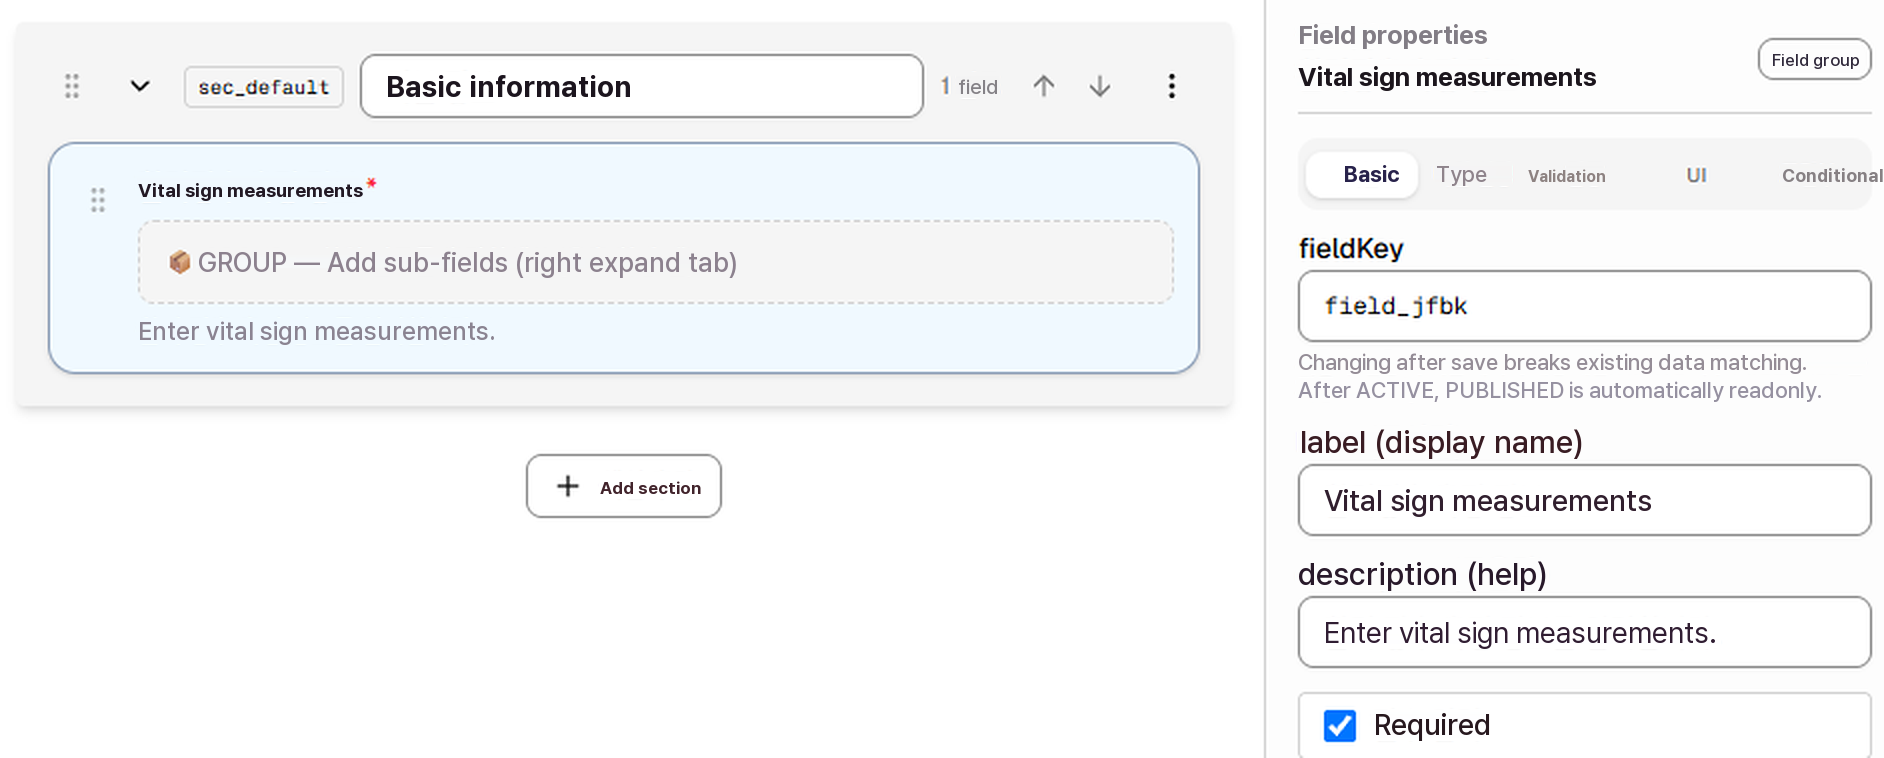 sec_default
Basic information
1 field
Vital sign measurements*
GROUP — Add sub-fields (right expand tab)
Enter vital sign measurements.
Add section
Field properties
Vital sign measurements
Field group
Basic
Type
Validation
UI
Conditional
fieldKey
field_jfbk
Changing after save breaks existing data matching.
After ACTIVE, PUBLISHED is automatically readonly.
label (display name)
Vital sign measurements
description (help)
Enter vital sign measurements.
Required